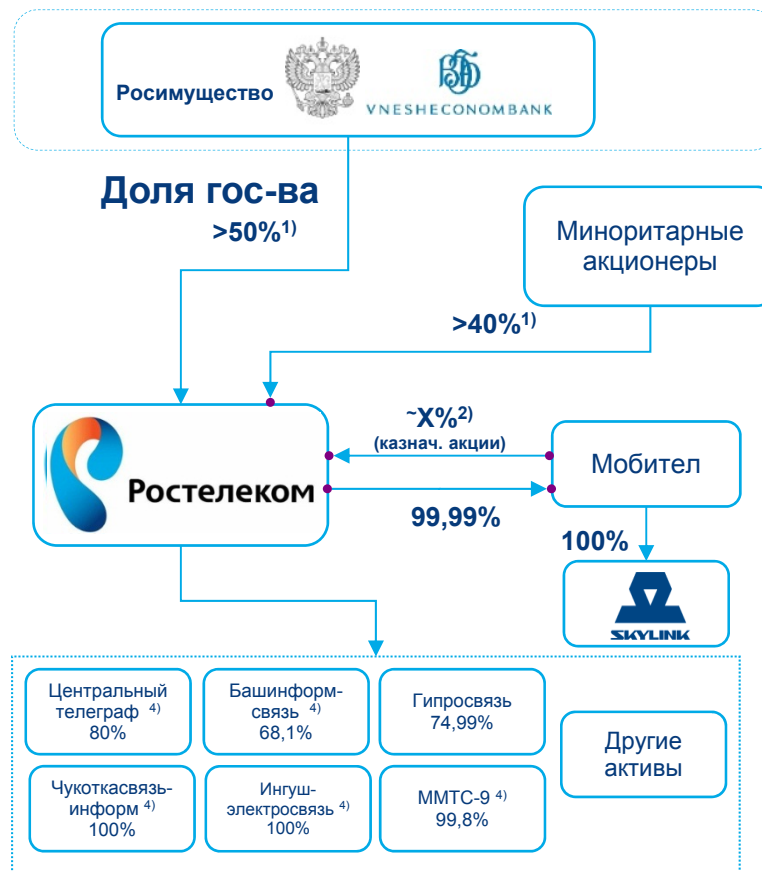 Росимущество
VNESHECONOMBANK
Доля гос-ва
>50%1)
Миноритарные
акционеры
>40%1)
~X%2)
(казнач. акции)
Ростелеком
Мобител
99,99%
100%
SKYLINK
Центральный
телеграф 4)
80%
Башинформ-
связь 4)
68,1%
Гипросвязь
74,99%
Другие
активы
Чукоткасвязь-
информ 4)
100%
Ингуш-
электросвязь 4)
100%
ММТС-9 4)
99,8%